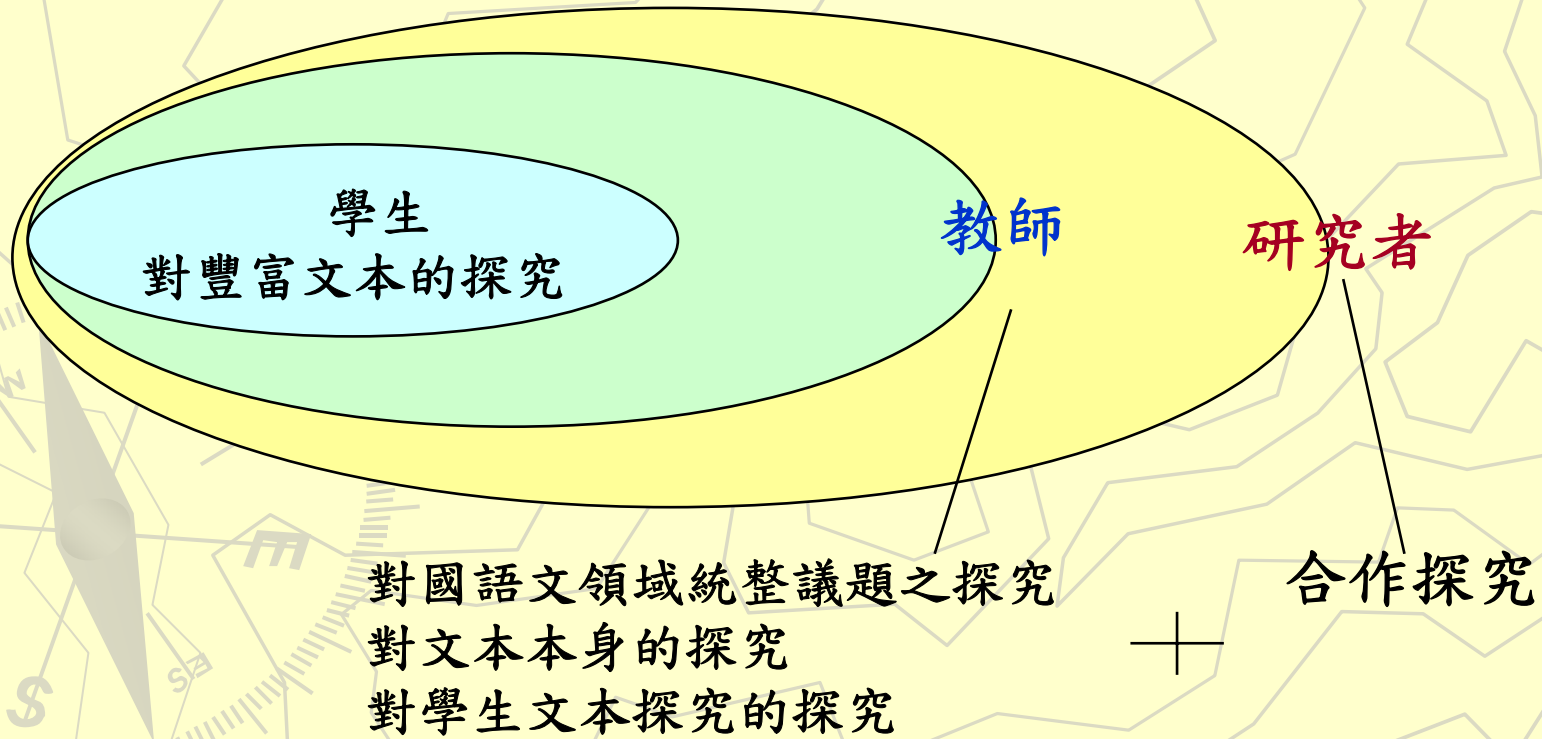 學生
對豐富文本的探究
教師
研究者
對國語文領域統整議題之探究
對文本本身的探究
對學生文本探究的探究
合作探究
W
E
S
ES